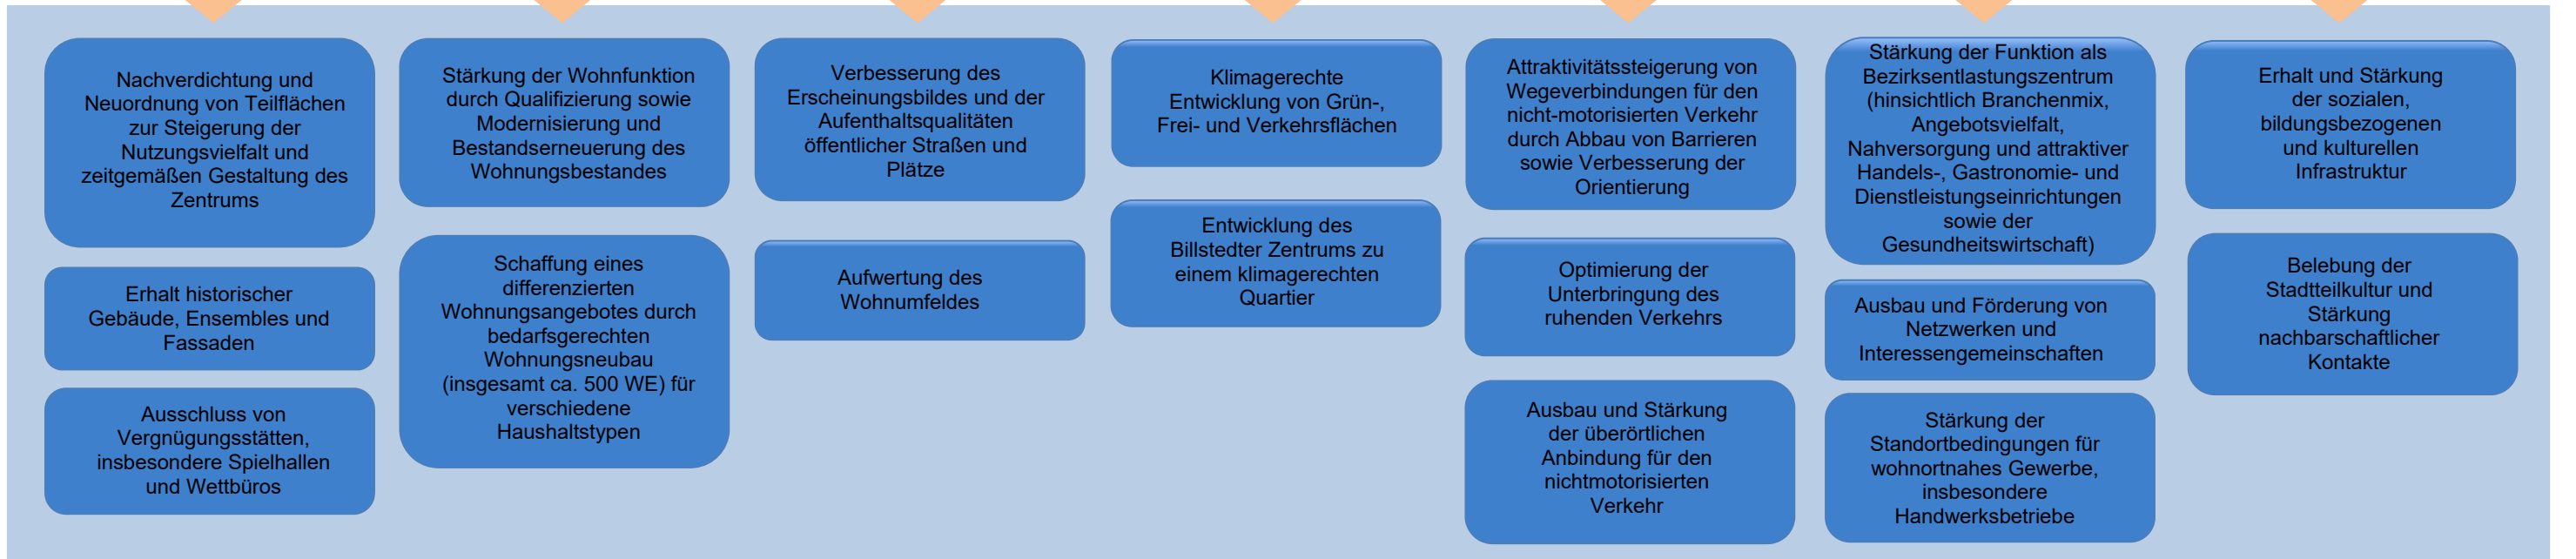 Nachverdichtung und
Neuordnung von Teilflächen
zur Steigerung der
Nutzungsvielfalt und
zeitgemäßen Gestaltung des
Zentrums
Erhalt historischer
Gebäude, Ensembles und
Fassaden
Ausschluss von
Vergnügungsstätten,
insbesondere Spielhallen
und Wettbüros
Stärkung der Wohnfunktion
durch Qualifizierung sowie
Modernisierung und
Bestandserneuerung des
Wohnungsbestandes
Schaffung eines
differenzierten
Wohnungsangebotes durch
bedarfsgerechten
Wohnungsneubau
(insgesamt ca. 500 WE) für
verschiedene
Haushaltstypen
Verbesserung des
Erscheinungsbildes und der
Aufenthaltsqualitäten
öffentlicher Straßen und
Plätze
Aufwertung des
Wohnumfeldes
Klimagerechte
Entwicklung von Grün-,
Frei- und Verkehrsflächen
Entwicklung des
Billstedter Zentrums zu
einem klimagerechten
Quartier
Attraktivitätssteigerung von
Wegeverbindungen für den
nicht-motorisierten Verkehr
durch Abbau von Barrieren
sowie Verbesserung der
Orientierung
Optimierung der
Unterbringung des
ruhenden Verkehrs
Ausbau und Stärkung
der überörtlichen
Anbindung für den
nichtmotorisierten
Verkehr
Stärkung der Funktion als
Bezirksentlastungszentrum
(hinsichtlich Branchenmix,
Angebotsvielfalt,
Nahversorgung und attraktiver
Handels-, Gastronomie- und
Dienstleistungseinrichtungen
sowie der
Gesundheitswirtschaft)
Ausbau und Förderung von
Netzwerken und
Interessengemeinschaften
Stärkung der
Standortbedingungen für
wohnortnahes Gewerbe,
insbesondere
Handwerksbetriebe
Erhalt und Stärkung
der sozialen,
bildungsbezogenen
und kulturellen
Infrastruktur
Belebung der
Stadtteilkultur und
Stärkung
nachbarschaftlicher
Kontakte